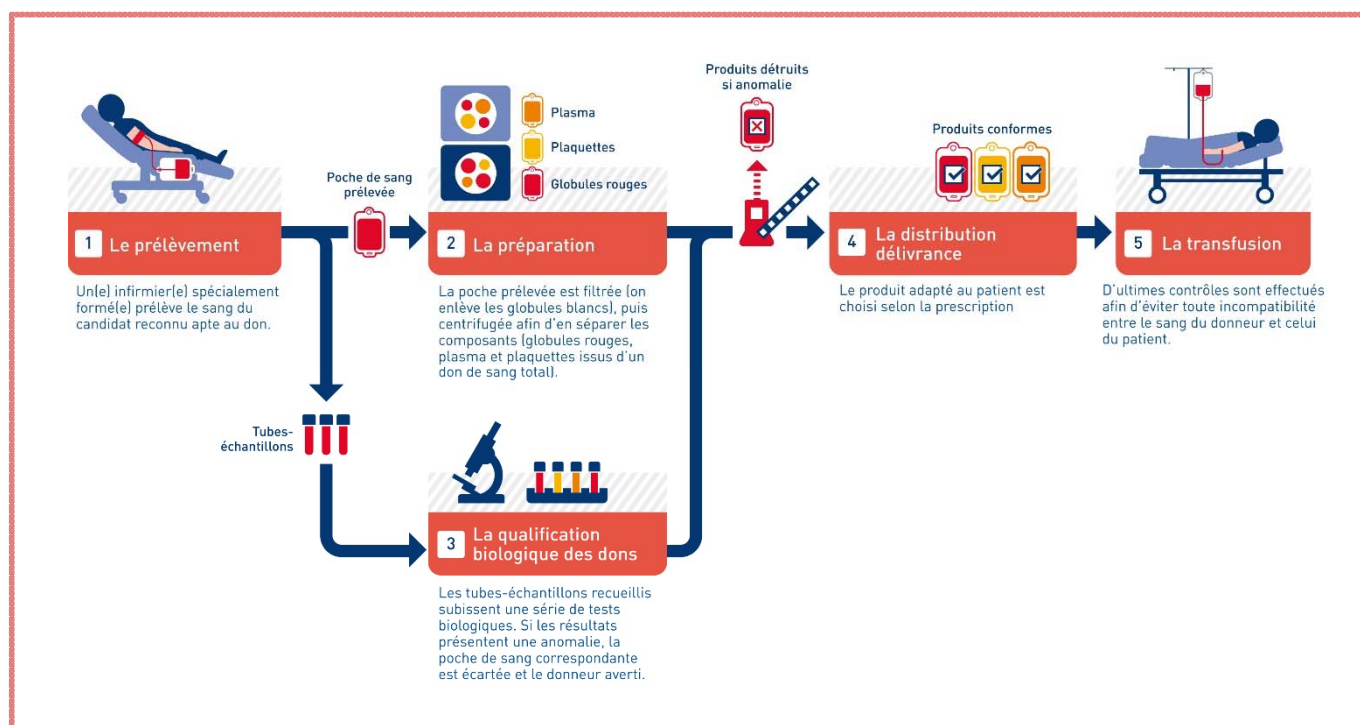 1 Le prélèvement
Un(e) infirmier(e) spécialement
formé(e) prélève le sang du
candidat reconnu apte au don.
Poche de sang
prélevée
Plasma
Plaquettes
Globules rouges
2 La préparation
La poche prélevée est filtrée (on
enlève les globules blancs), puis
centrifugée afin d'en séparer les
composants (globules rouges,
plasma et plaquettes issus d'un
don de sang total).
Tubes-
échantillons
3 La qualification
biologique des dons
Les tubes-échantillons recueillis
subissent une série de tests
biologiques. Si les résultats
présentent une anomalie, la
poche de sang correspondante
est écartée et le donneur averti.
Produits détruits
si anomalie
Produits conformes
4 La distribution
délivrance
Le produit adapté au patient est
choisi selon la prescription
5 La transfusion
D'ultimes contrôles sont effectués
afin d'éviter toute incompatibilité
entre le sang du donneur et celui
du patient.